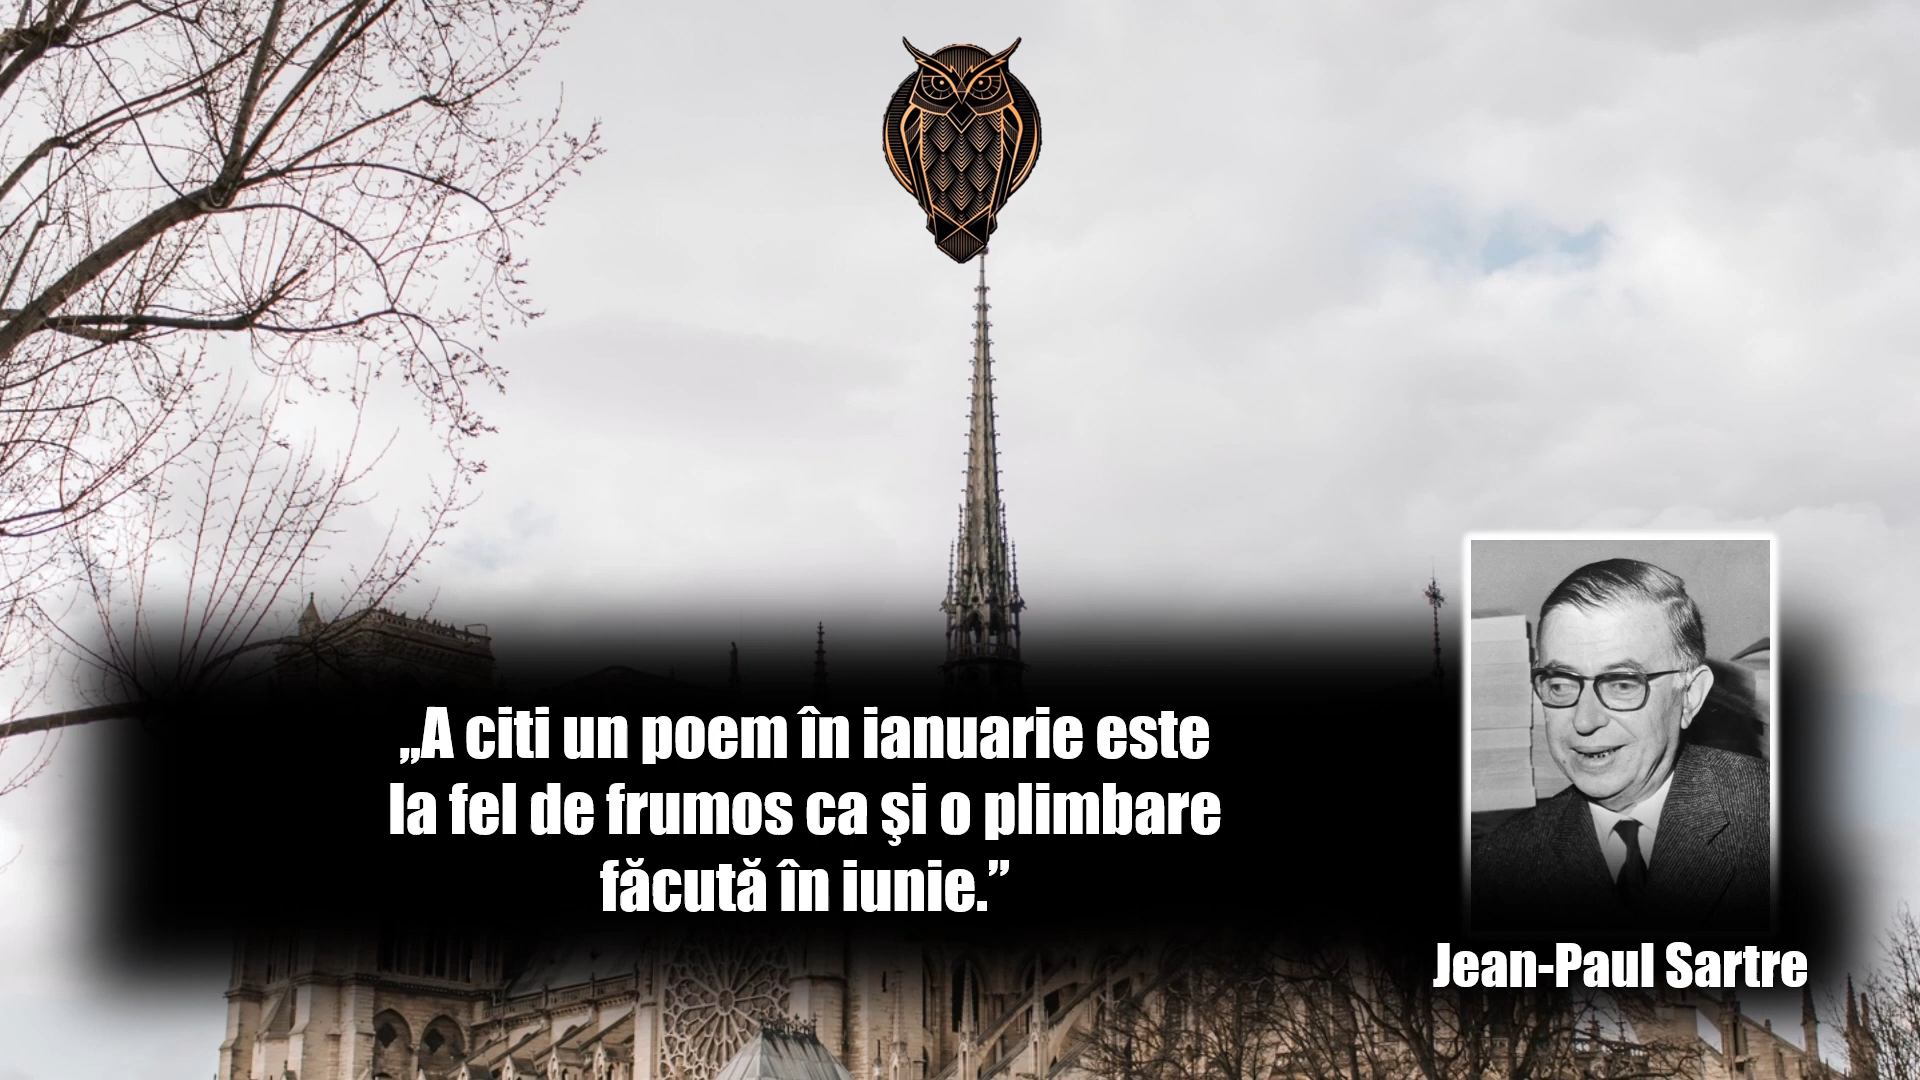 „A citi un poem în ianuarie este
la fel de frumos ca şi o plimbare
făcută în iunie.”
Jean-Paul Sartre